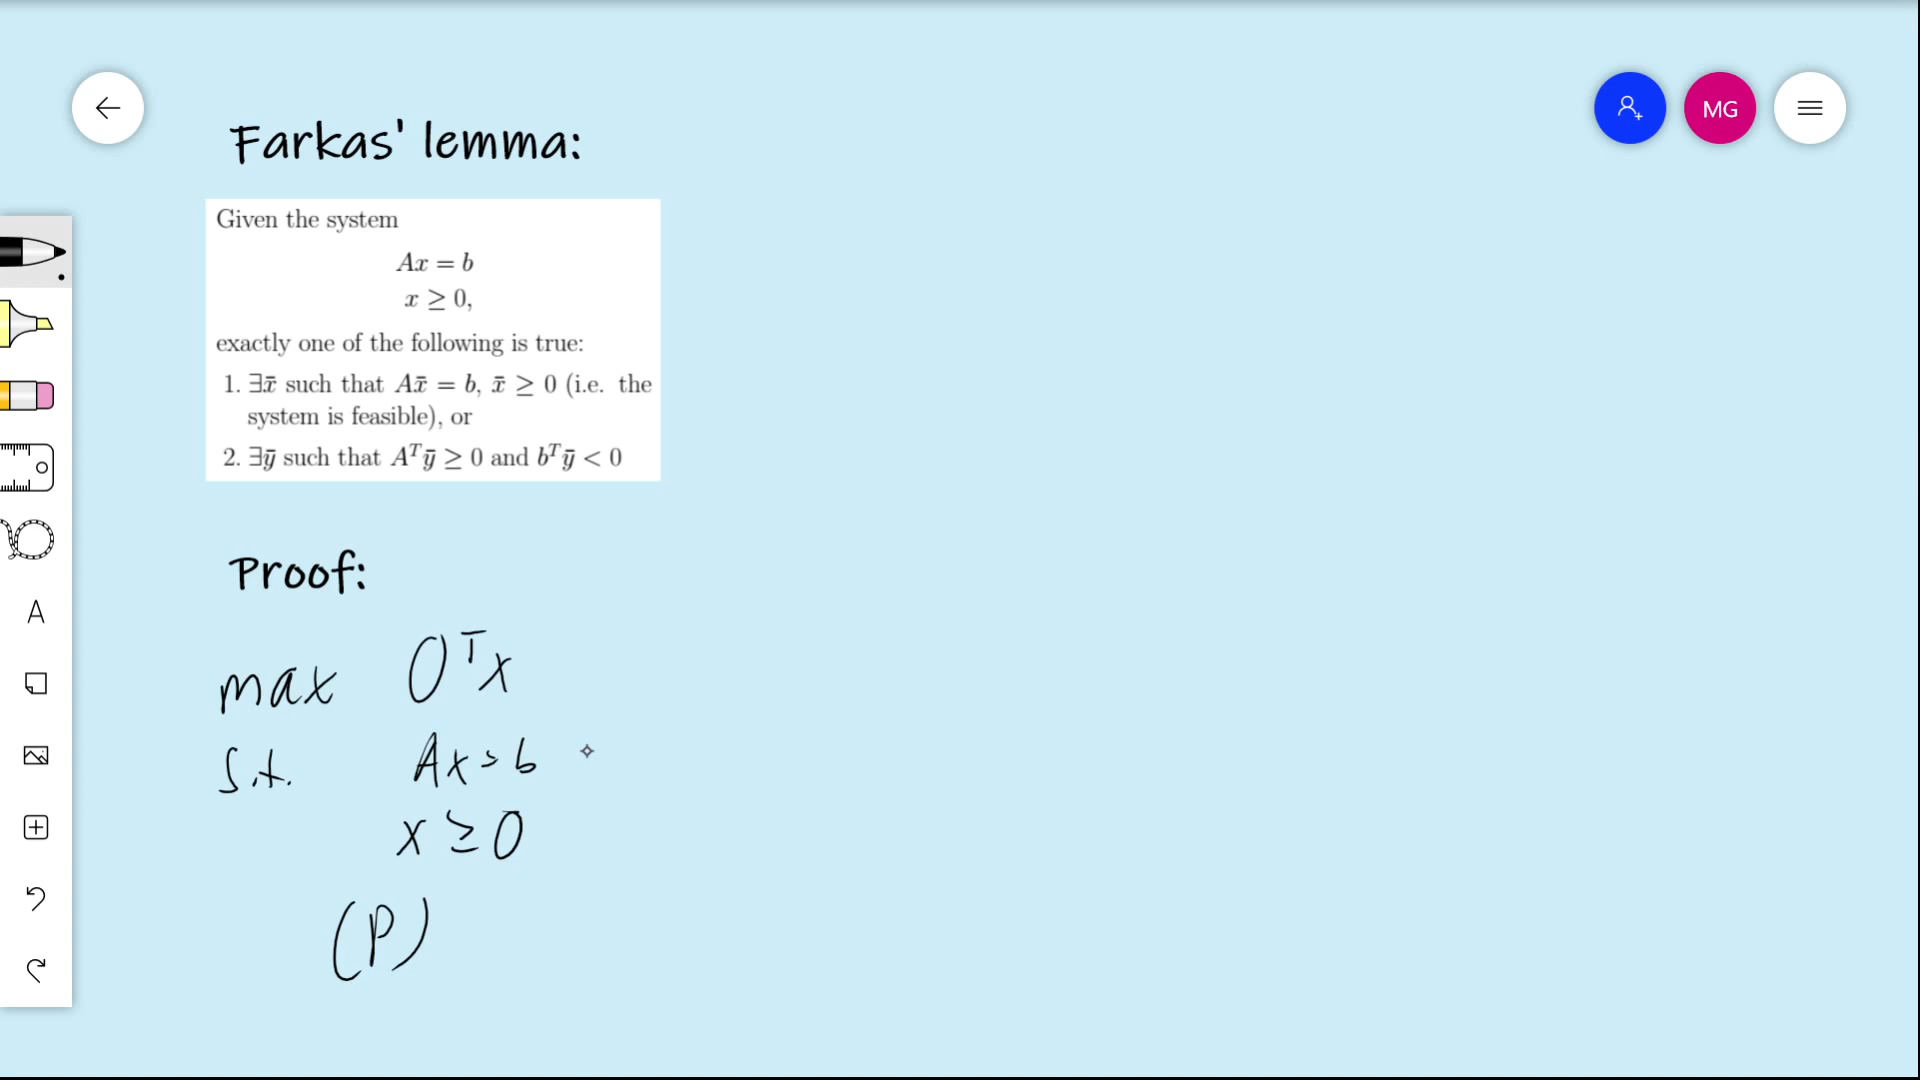 Farkas' lemma:
MG
Given the system
Ax = b
x ≥ 0,
exactly one of the following is true:
1. ∃x̄ such that Ax̄ = b, x̄ ≥ 0 (i.e. the
system is feasible), or
2. ∃ȳ such that Aᵀȳ ≥ 0 and bᵀȳ < 0
Proof:
A
max 0ᵀx
s.t. Ax = b
x ≥ 0
(P)